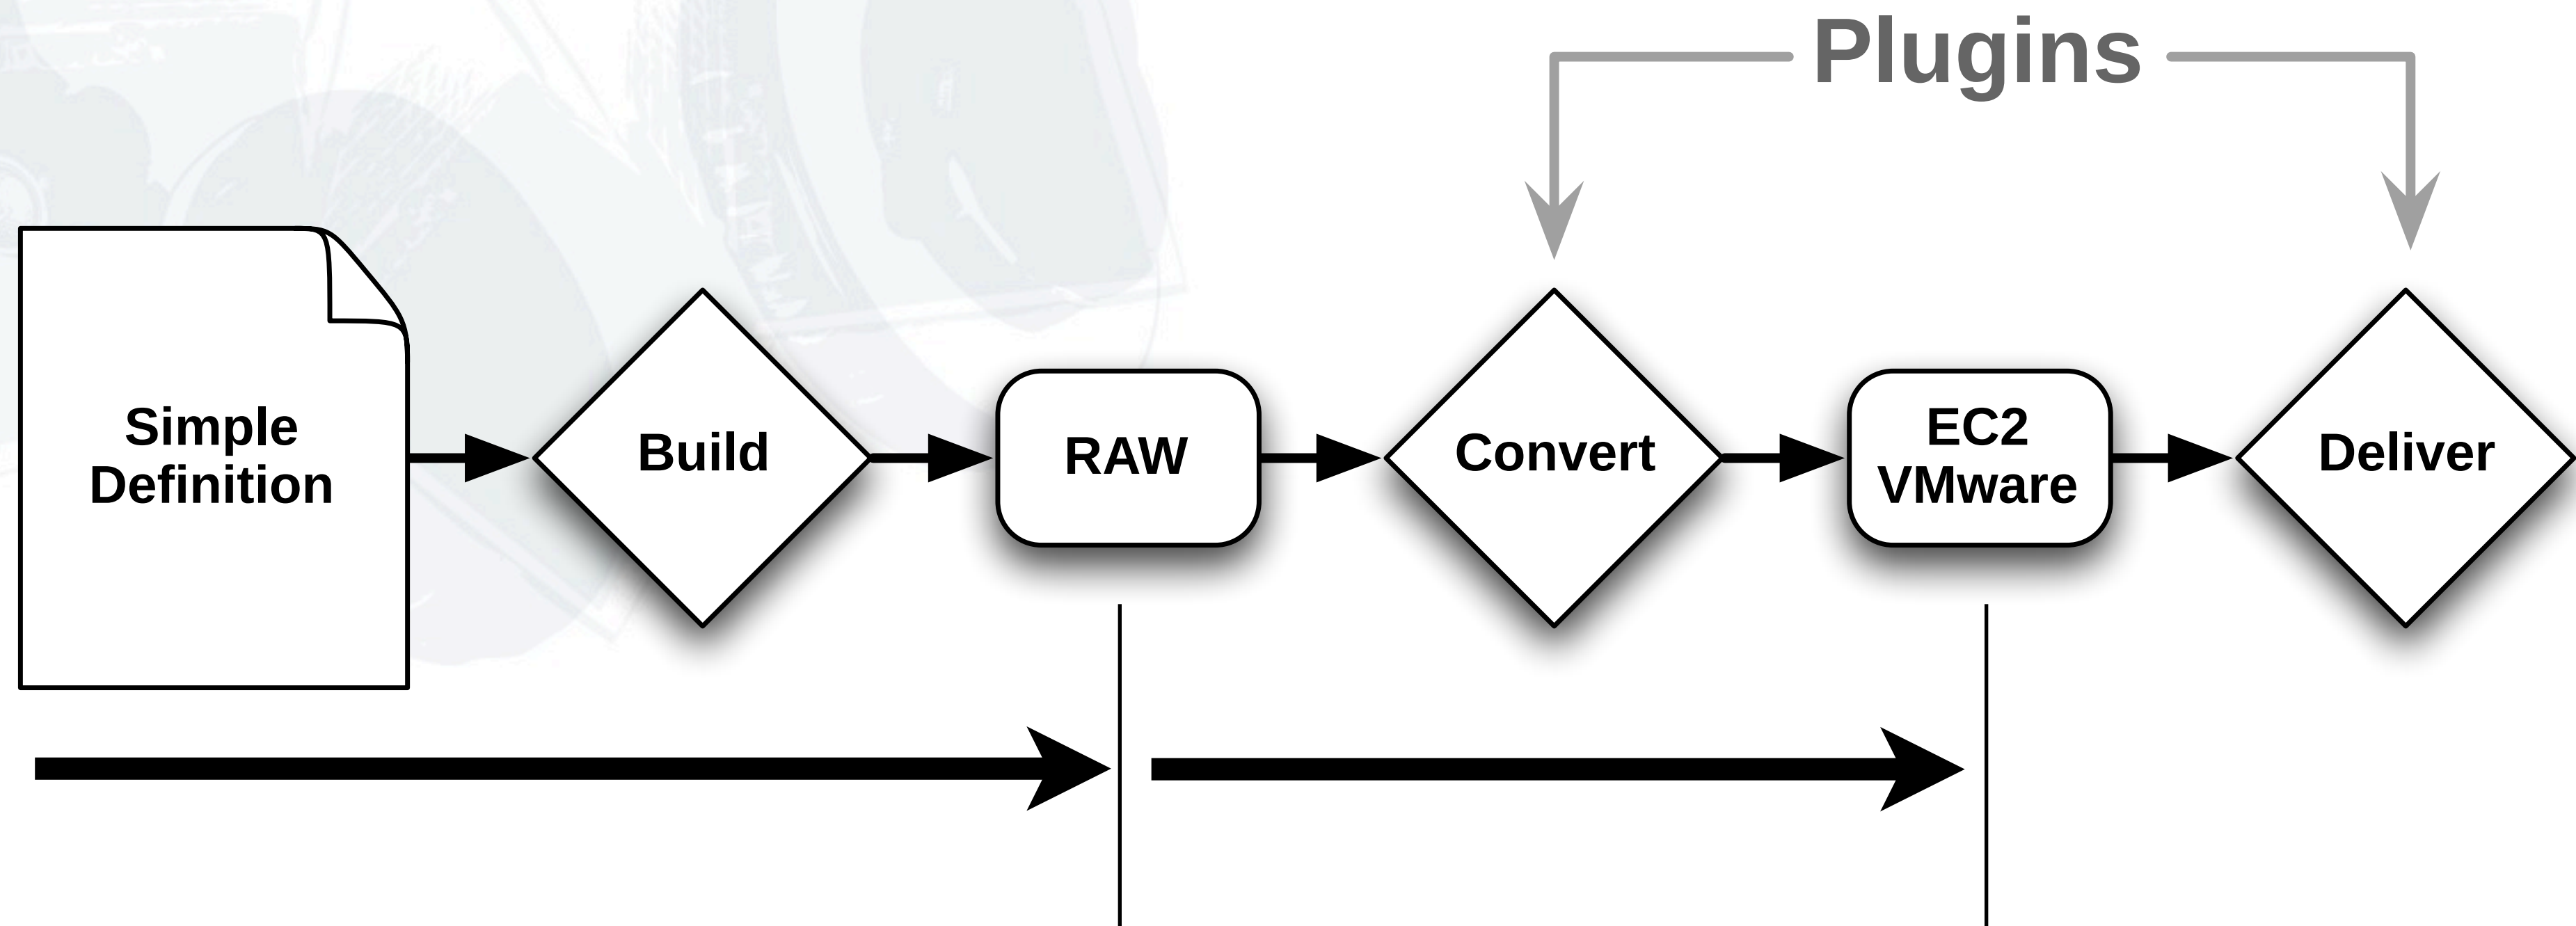 Plugins
Simple
Definition
Build
RAW
Convert
EC2
VMware
Deliver